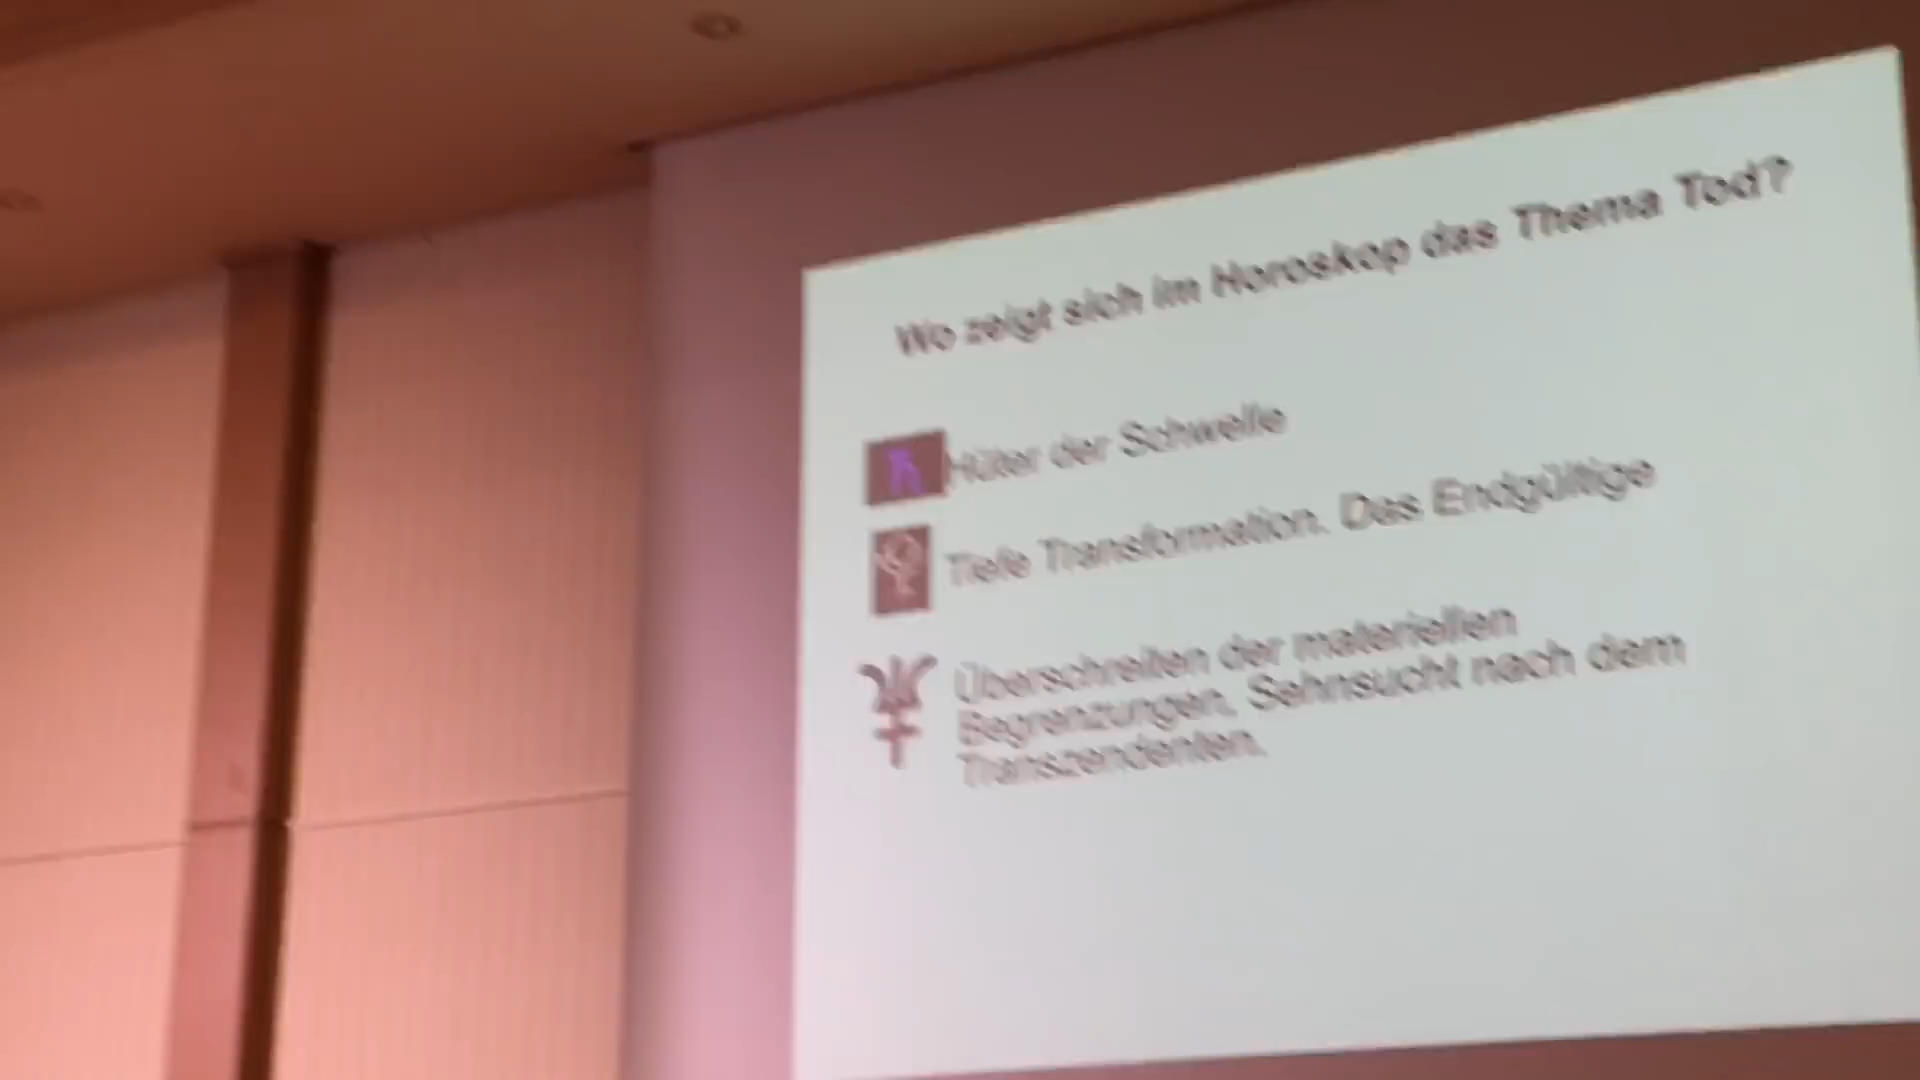 Wo zeigt sich im Horoskop das Thema Tod?
Hüter der Schwelle
Tiefe Transformation. Das Endgültige
Überschreiten der materiellen
Begrenzungen, Sehnsucht nach dem
Transzendenten.